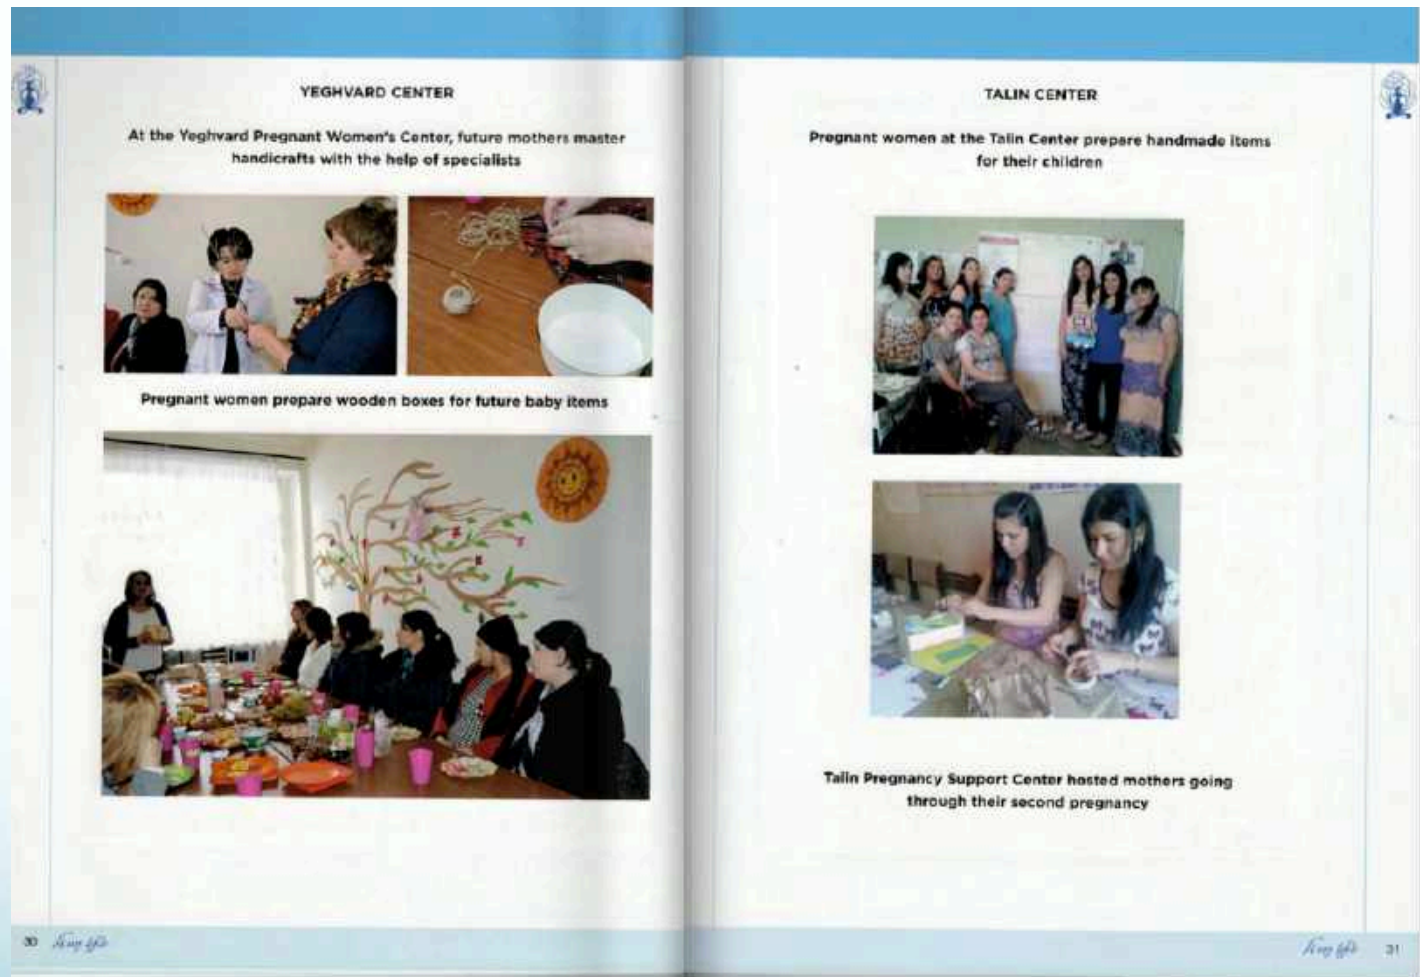 YEGHVARD CENTER
At the Yeghvard Pregnant Women's Center, future mothers master
handicrafts with the help of specialists
Pregnant women prepare wooden boxes for future baby items
30
TALIN CENTER
Pregnant women at the Talin Center prepare handmade items
for their children
Talin Pregnancy Support Center hosted mothers going
through their second pregnancy
31